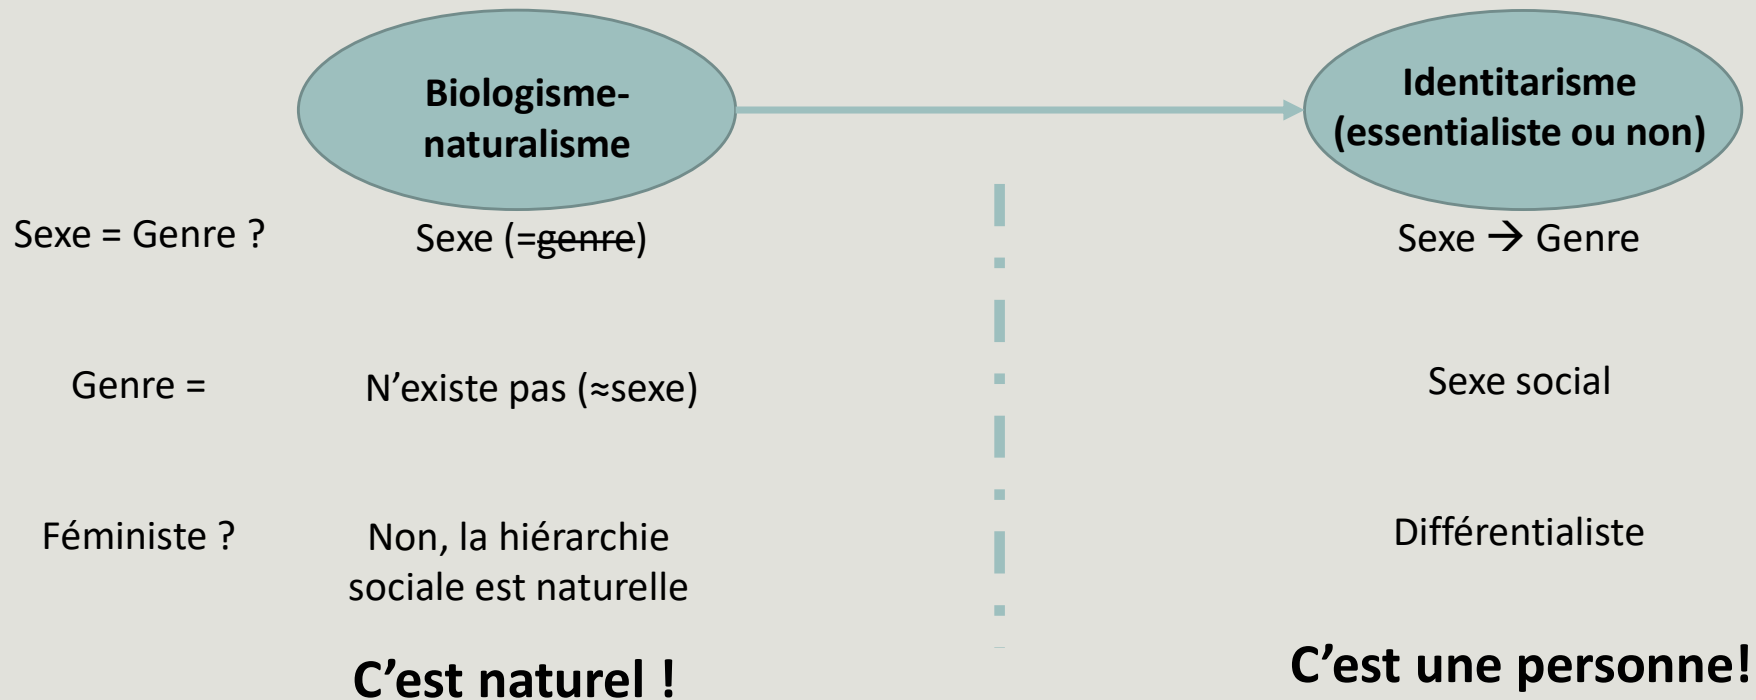 Biologisme-
naturalisme
Identitarisme
(essentialiste ou non)
Sexe = Genre ?
Sexe (=genre)
Sexe → Genre
Genre =
N’existe pas (≈sexe)
Sexe social
Féministe ?
Non, la hiérarchie
sociale est naturelle
Différentialiste
C’est naturel !
C’est une personne!